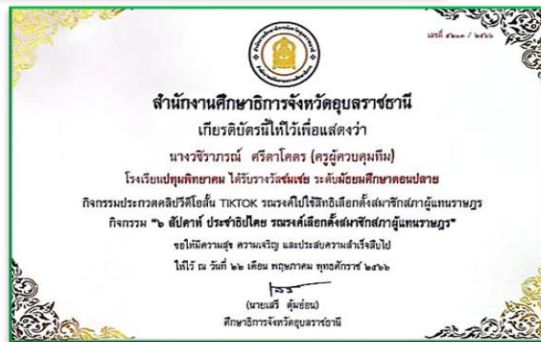 เลขที่ ๕๒๐๓ / ๒๕๖๖
สำนักงานศึกษาธิการจังหวัดอุบลราชธานี
เกียรติบัตรนี้ให้ไว้เพื่อแสดงว่า
นางวชิราภรณ์ ศรีดาโคตร (ครูผู้ควบคุมทีม)
โรงเรียนปทุมพิทยาคม ได้รับรางวัลชมเชย ระดับมัธยมศึกษาตอนปลาย
กิจกรรมประกวดคลิปวีดีโอสั้น TIKTOK รณรงค์ไปใช้สิทธิเลือกตั้งสมาชิกสภาผู้แทนราษฎร
กิจกรรม "๖ สัปดาห์ ประชาธิปไตย รณรงค์เลือกตั้งสมาชิกสภาผู้แทนราษฎร"
ขอให้มีความสุข ความเจริญ และประสบความสำเร็จสืบไป
ให้ไว้ ณ วันที่ ๒๒ เดือน พฤษภาคม พุทธศักราช ๒๕๖๖
(นายเสรี ตุ้มอ่อน)
ศึกษาธิการจังหวัดอุบลราชธานี